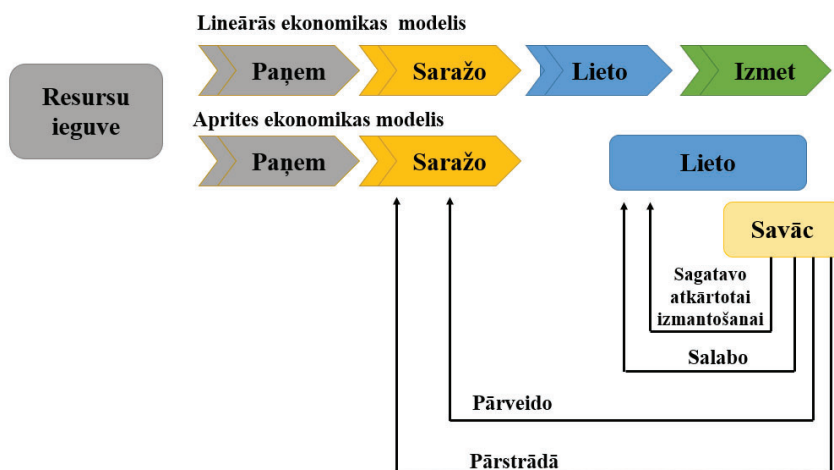 Lineārās ekonomikas modelis
Paņem
Saražo
Lieto
Izmet
Resursu
ieguve
Aprites ekonomikas modelis
Paņem
Saražo
Lieto
Savāc
Sagatavo
atkārtotai
izmantošanai
Salabo
Pārveido
Pārstrādā